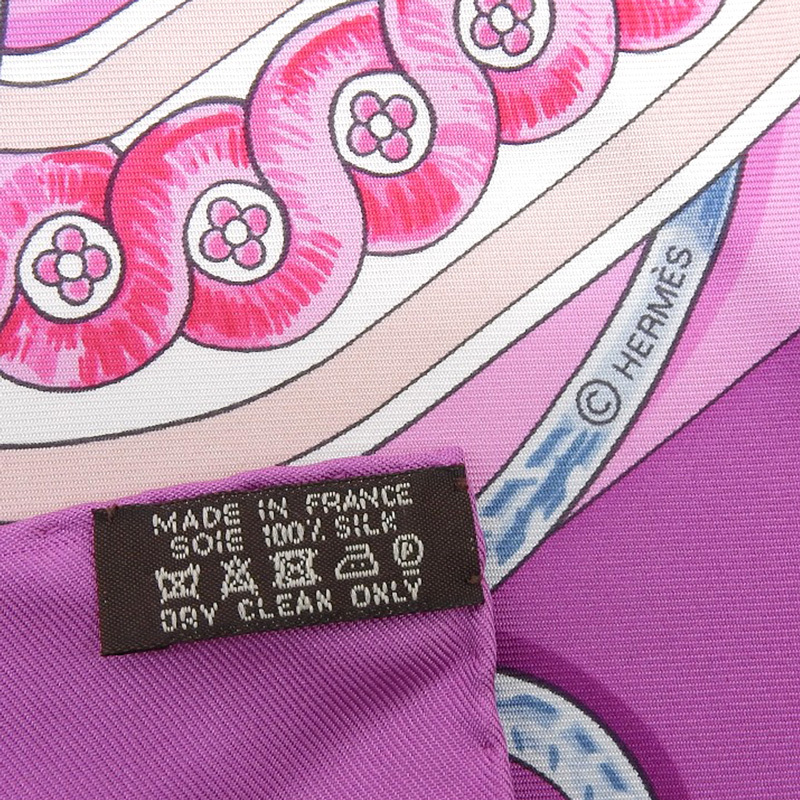 © HERMÈS
MADE IN FRANCE
SOIE 100% SILK
P
DRY CLEAN ONLY